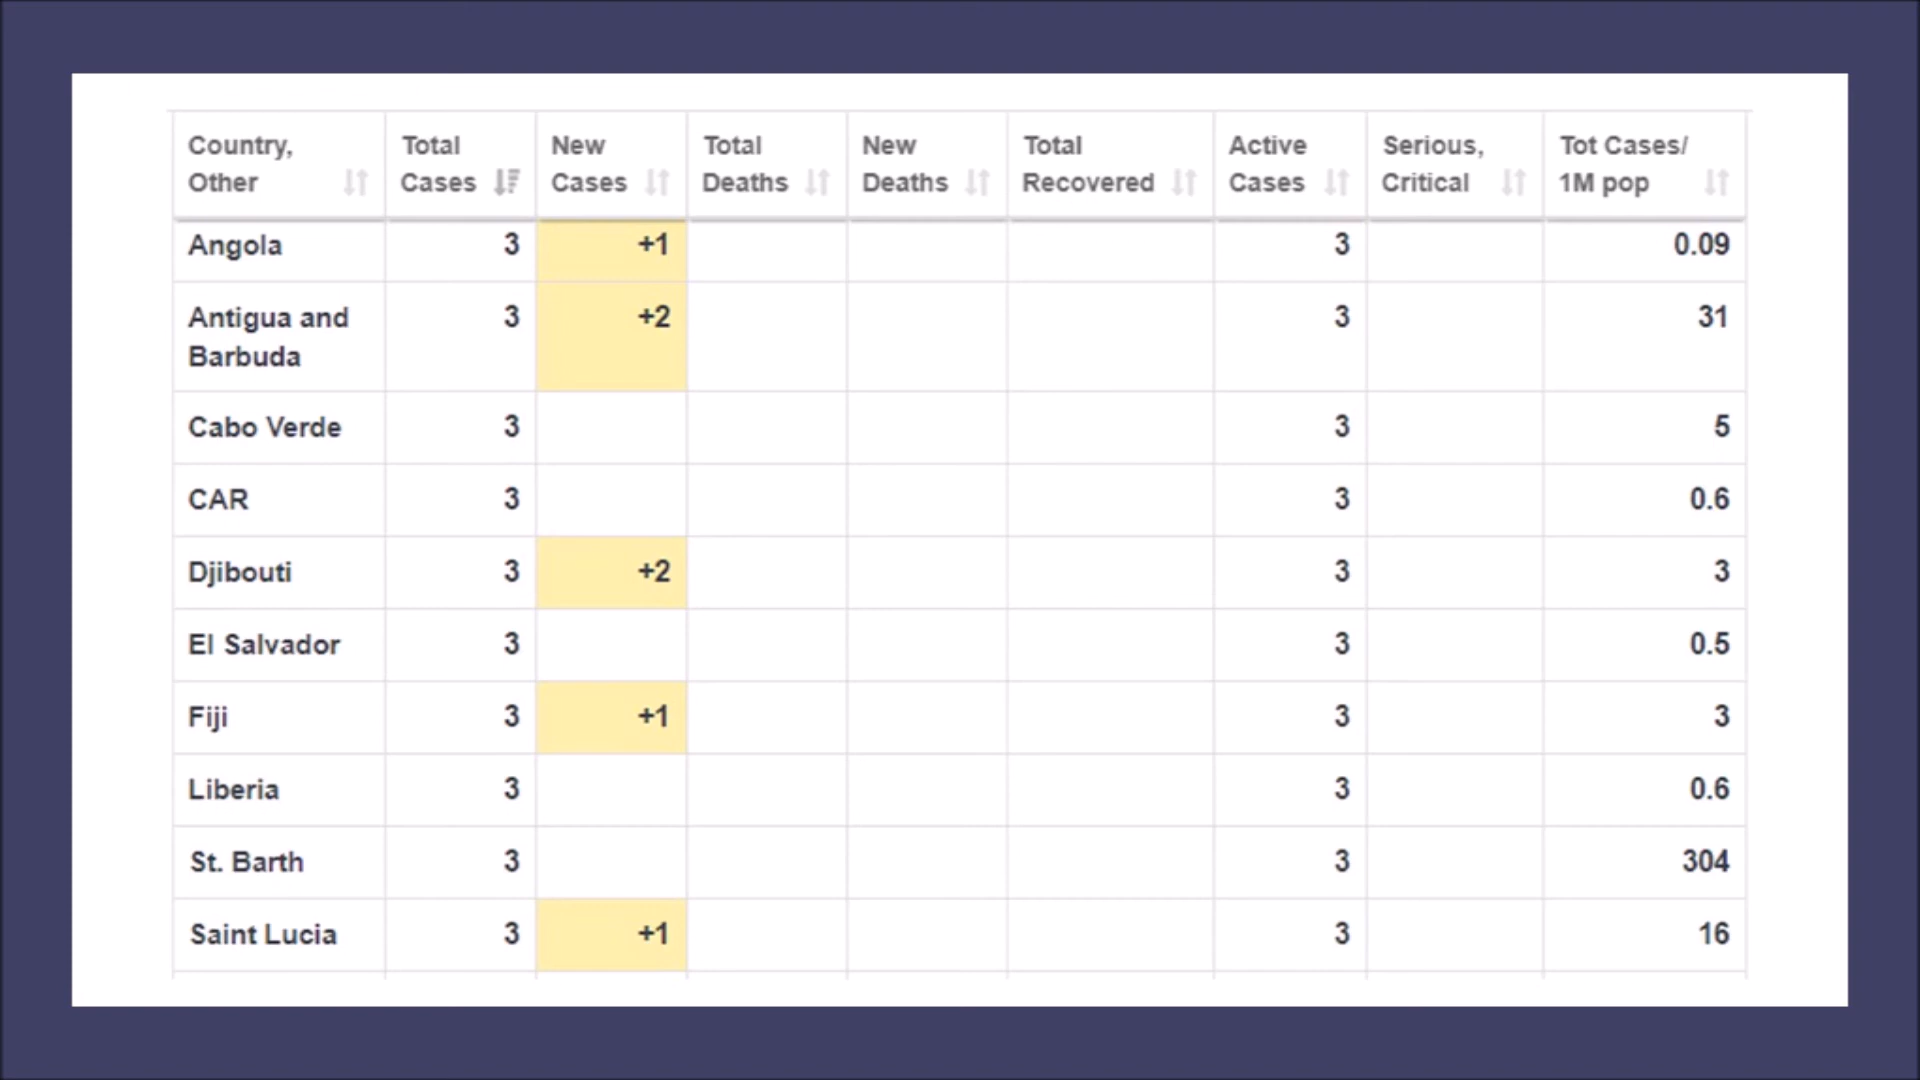 Country, Other Total Cases New Cases Total Deaths New Deaths Total Recovered Active Cases Serious, Critical Tot Cases/ 1M pop
Angola 3 +1 3 0.09
Antigua and Barbuda 3 +2 3 31
Cabo Verde 3 3 5
CAR 3 3 0.6
Djibouti 3 +2 3 3
El Salvador 3 3 0.5
Fiji 3 +1 3 3
Liberia 3 3 0.6
St. Barth 3 3 304
Saint Lucia 3 +1 3 16